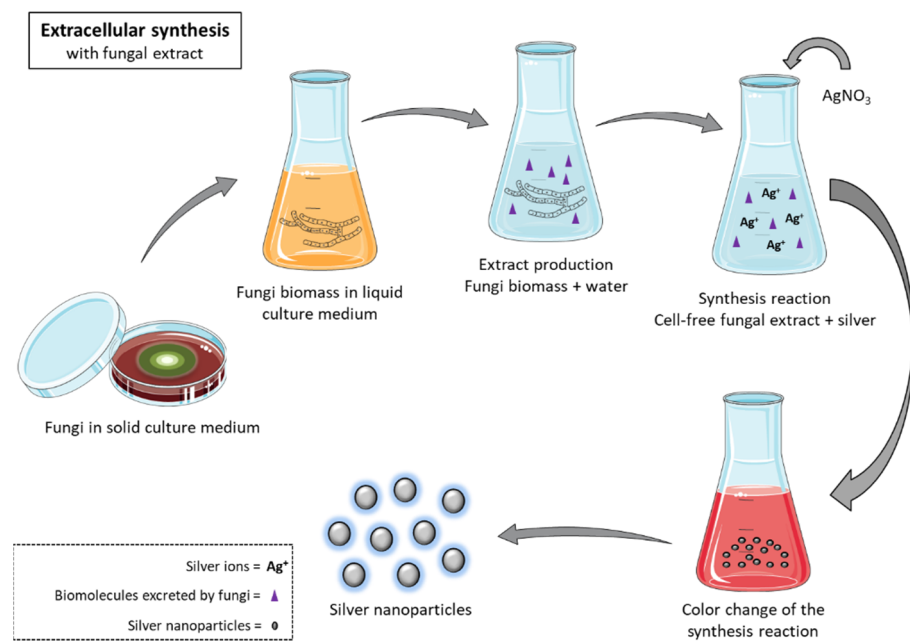 Extracellular synthesis
with fungal extract
AgNO₃
Ag⁺
Ag⁺
Ag⁺
Ag⁺
Extract production
Fungi biomass + water
Fungi biomass in liquid
culture medium
Synthesis reaction
Cell-free fungal extract + silver
Fungi in solid culture medium
Silver ions = Ag⁺
Biomolecules excreted by fungi =
Silver nanoparticles =
Silver nanoparticles
Color change of the
synthesis reaction